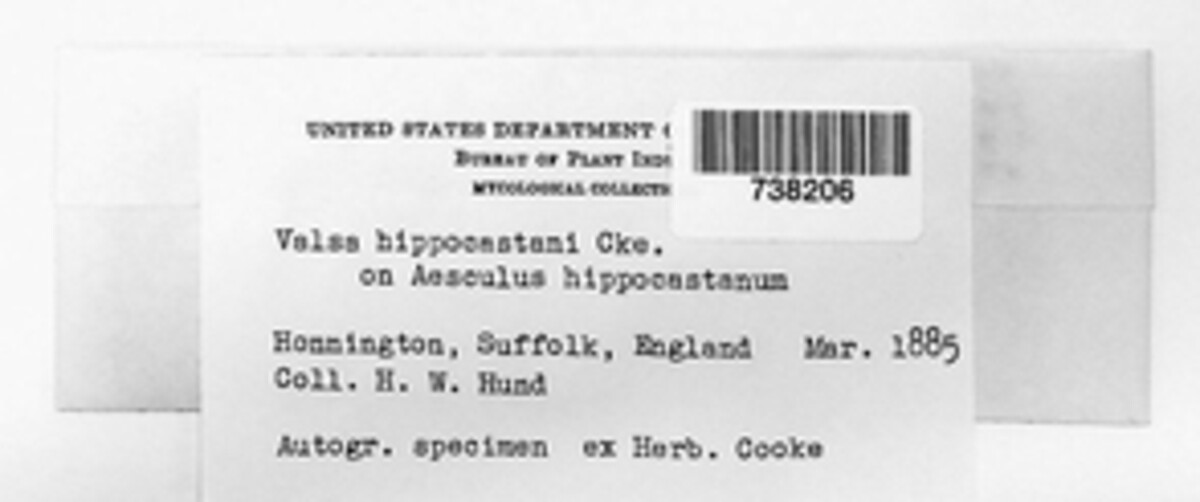 UNITED STATES DEPARTMENT
BUREAU OF PLANT IND
MYCOLOGICAL COLLECTI
738206
Valsa hippocastani Cke.
on Aesculus hippocastanum
Honnington, Suffolk, England Mar. 1885
Coll. H. W. Hund
Autogr. specimen ex Herb. Cooke